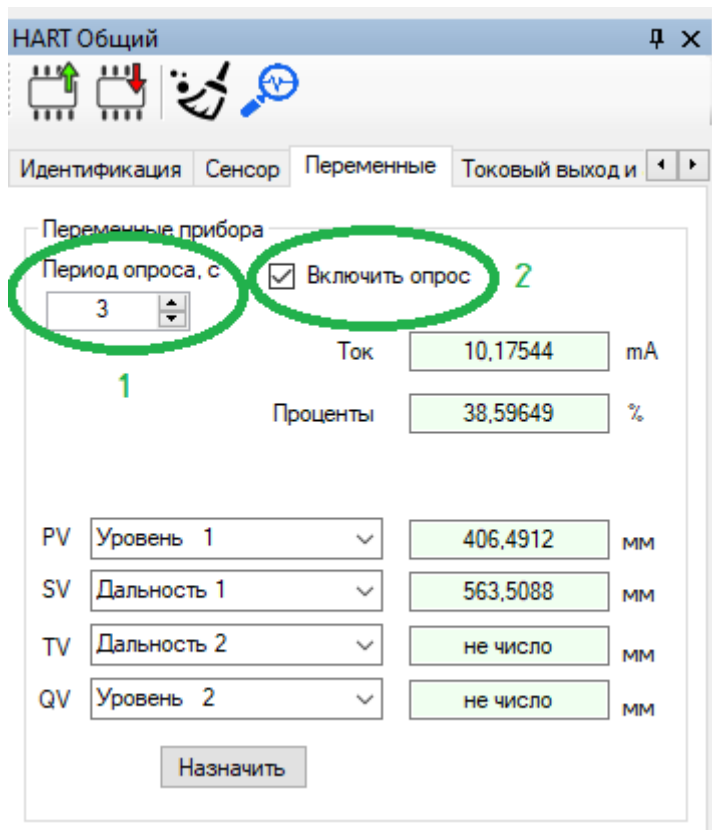 HART Общий
Идентификация Сенсор Переменные Токовый выход и
Переменные прибора
Период опроса, с Включить опрос 2
3
1
Ток 10,17544 mA
Проценты 38,59649 %
PV Уровень 1 406,4912 мм
SV Дальность 1 563,5088 мм
TV Дальность 2 не число мм
QV Уровень 2 не число мм
Назначить